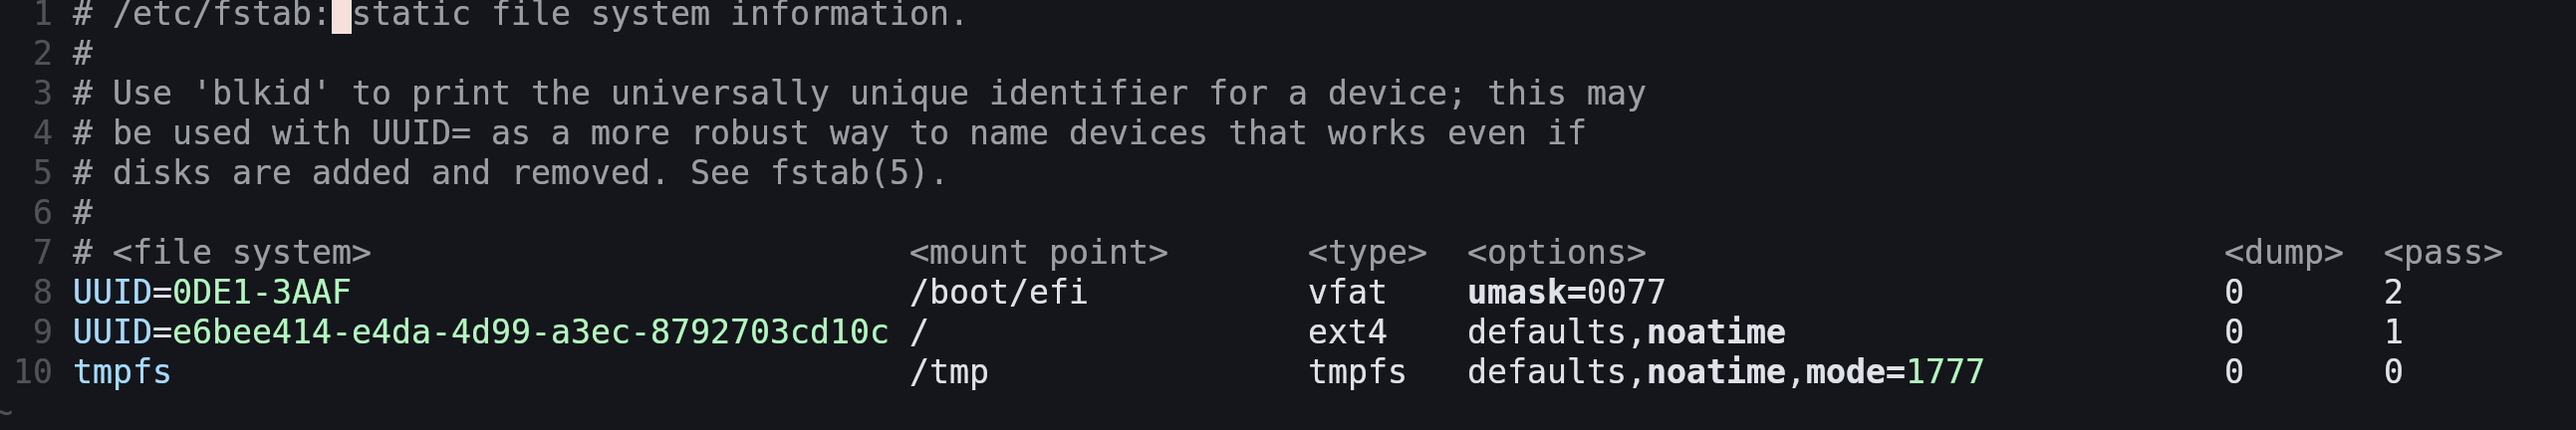 1 # /etc/fstab: static file system information.
2 #
3 # Use 'blkid' to print the universally unique identifier for a device; this may
4 # be used with UUID= as a more robust way to name devices that works even if
5 # disks are added and removed. See fstab(5).
6 #
7 # <file system>                           <mount point>       <type>  <options>                             <dump>  <pass>
8 UUID=0DE1-3AAF                            /boot/efi           vfat    umask=0077                            0       2
9 UUID=e6bee414-e4da-4d99-a3ec-8792703cd10c /                   ext4    defaults,noatime                      0       1
10 tmpfs                                     /tmp                tmpfs   defaults,noatime,mode=1777            0       0
~